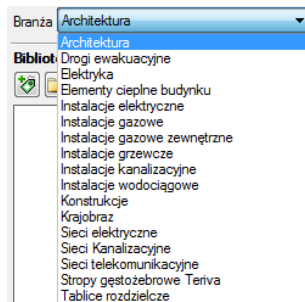 Branża Architektura
Architektura
Drogi ewakuacyjne
Elektryka
Elementy cieplne budynku
Instalacje elektryczne
Instalacje gazowe
Instalacje gazowe zewnętrzne
Instalacje grzewcze
Instalacje kanalizacyjne
Instalacje wodociągowe
Konstrukcje
Krajobraz
Sieci elektryczne
Sieci Kanalizacyjne
Sieci telekomunikacyjne
Stropy gęstożebrowe Teriva
Tablice rozdzielcze